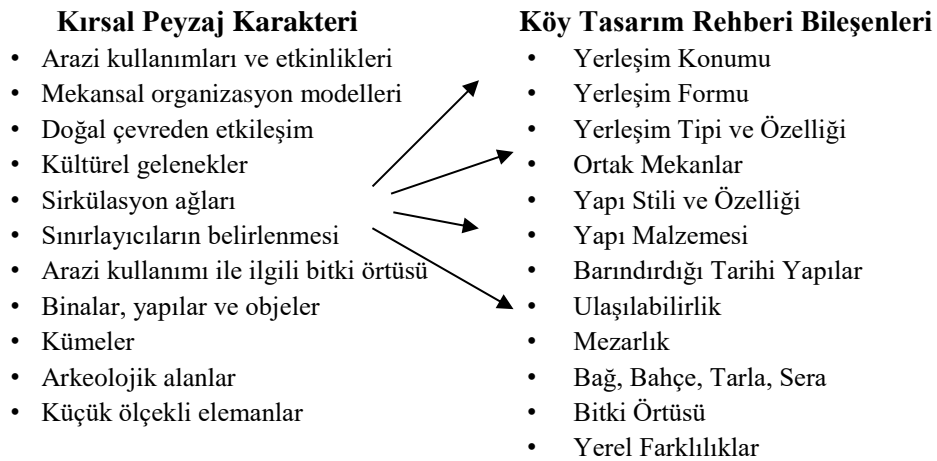 Kırsal Peyzaj Karakteri
• Arazi kullanımları ve etkinlikleri
• Mekansal organizasyon modelleri
• Doğal çevreden etkileşim
• Kültürel gelenekler
• Sirkülasyon ağları
• Sınırlayıcıların belirlenmesi
• Arazi kullanımı ile ilgili bitki örtüsü
• Binalar, yapılar ve objeler
• Kümeler
• Arkeolojik alanlar
• Küçük ölçekli elemanlar
Köy Tasarım Rehberi Bileşenleri
• Yerleşim Konumu
• Yerleşim Formu
• Yerleşim Tipi ve Özelliği
• Ortak Mekanlar
• Yapı Stili ve Özelliği
• Yapı Malzemesi
• Barındırdığı Tarihi Yapılar
• Ulaşılabilirlik
• Mezarlık
• Bağ, Bahçe, Tarla, Sera
• Bitki Örtüsü
• Yerel Farklılıklar